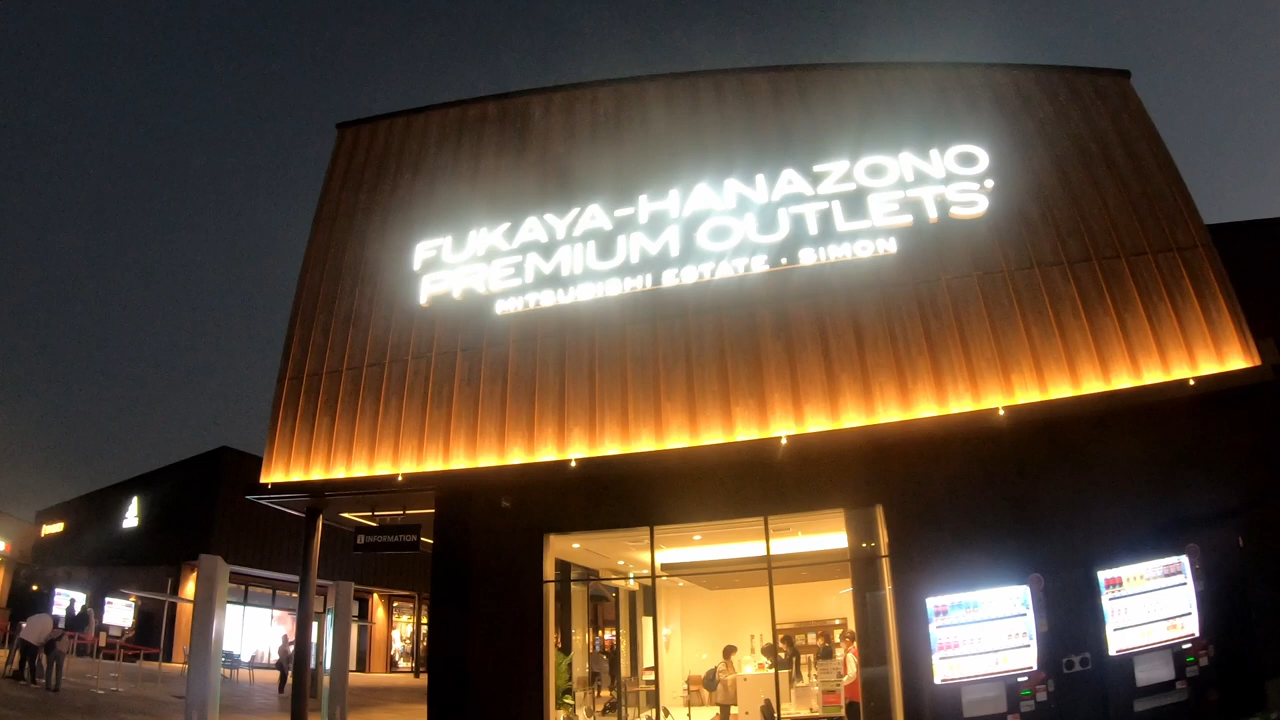 FUKAYA-HANAZONO
PREMIUM OUTLETS
MITSUBISHI ESTATE · SIMON
i INFORMATION